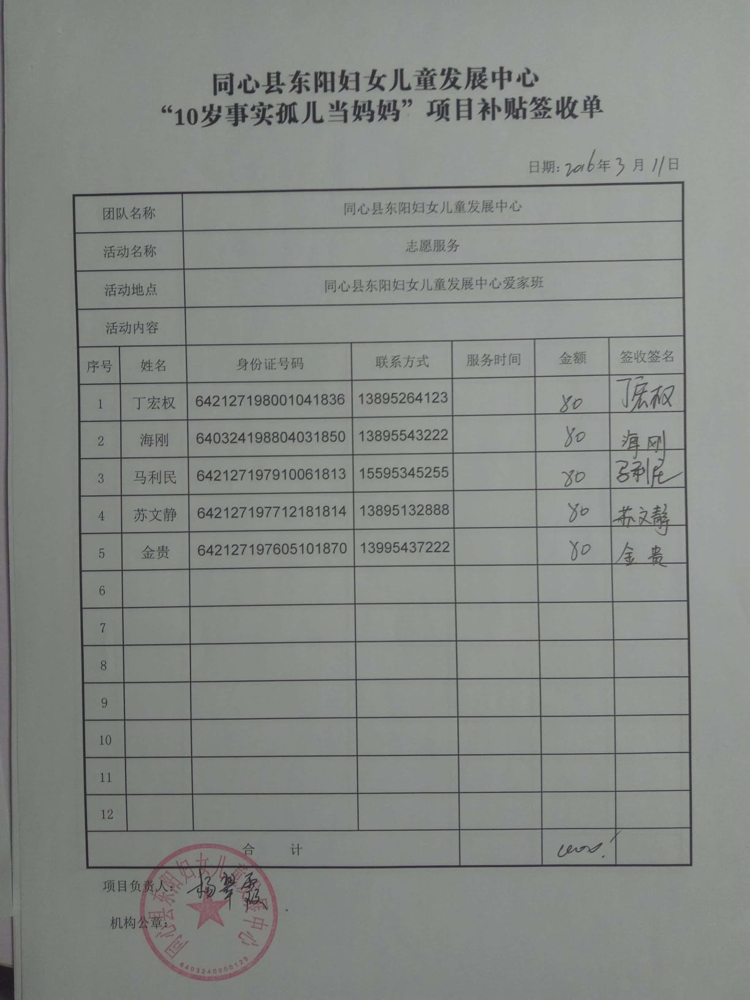 同心县东阳妇女儿童发展中心
“10岁事实孤儿当妈妈”项目补贴签收单
日期:2016年3月11日
团队名称 同心县东阳妇女儿童发展中心
活动名称 志愿服务
活动地点 同心县东阳妇女儿童发展中心爱家班
活动内容
序号 姓名 身份证号码 联系方式 服务时间 金额 签收签名
1 丁宏权 642127198001041836 13895264123 80 丁宏权
2 海刚 640324198804031850 13895543222 80 海刚
3 马利民 642127197910061813 15595345255 80 马利民
4 苏文静 642127197712181814 13895132888 80 苏文静
5 金贵 642127197605101870 13995437222 80 金贵
6
7
8
9
10
11
12
合 计
项目负责人: 杨翠霞
机构公章:
同心县东阳妇女儿童发展中心
6403240000129